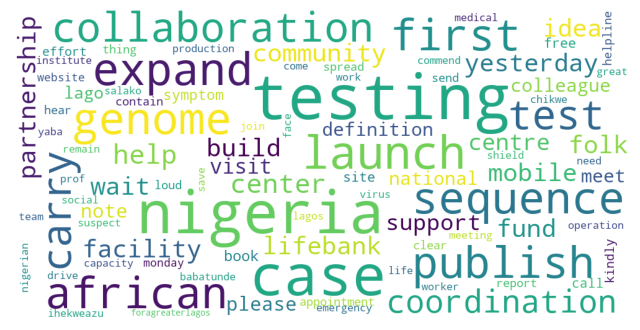 medical
collaboration
first
idea
helpline
partnership
effort
thing
production
community
free
institute
expand
come
spread
work
commend
send
yesterday
great
website
lago
symptom
testing
colleague
hear
contain
salako
genome
chikwe
yaba
join
face
definition
test
remain
build
launch
centre
folk
prof
help
visit
shield
need
carry
wait
loud
center
save
site
national
mobile
meet
social
note
nigeria
lagos
virus
sequence
team
suspect
support
fund
operation
facility
lifebank
meeting
clear
publish
kindly
nigerian
capacity
monday
book
case
life
report
call
drive
african
babatunde
please
appointment
worker
coordination
ihekweazu
foragreaterlagos
emergency